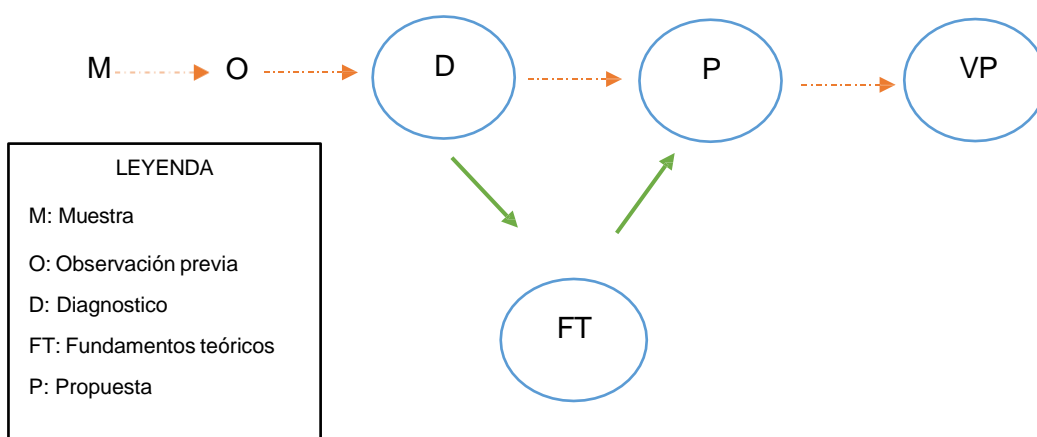 M O D P VP
LEYENDA
M: Muestra
O: Observación previa
D: Diagnostico
FT: Fundamentos teóricos
P: Propuesta
FT